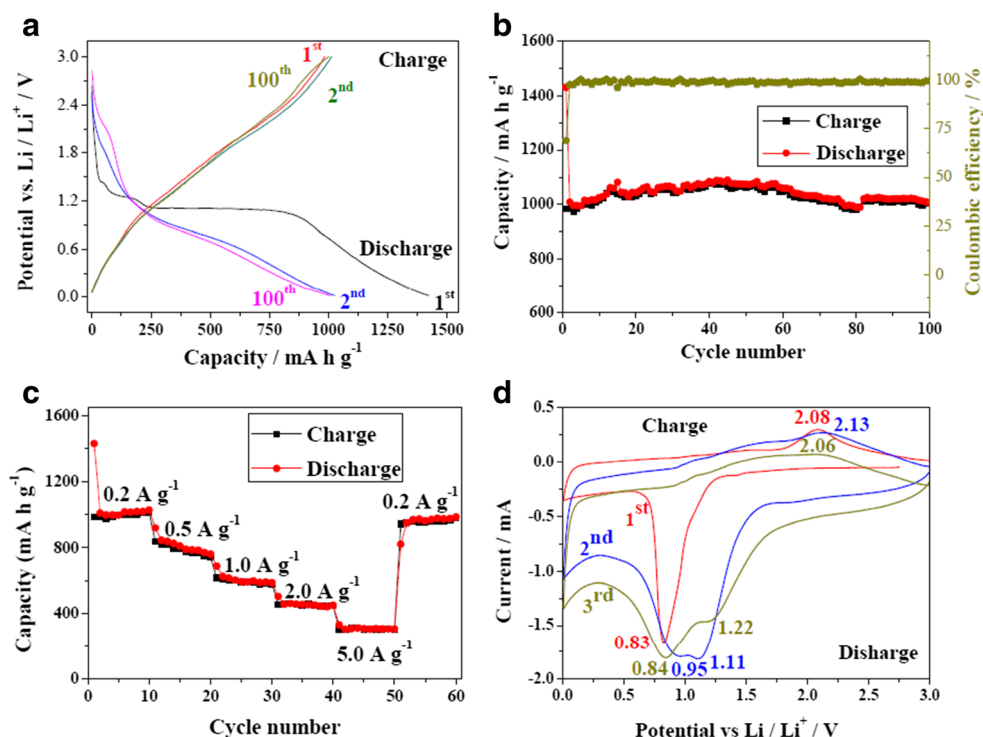 a
3.0
2.4
1.8
1.2
0.6
0.0
Potential vs. Li / Li⁺ / V
100ᵗʰ
1ˢᵗ
2ⁿᵈ
Charge
Discharge
100ᵗʰ
2ⁿᵈ
1ˢᵗ
0 250 500 750 1000 1250 1500
Capacity / mA h g⁻¹
b
1600
1400
1200
1000
800
600
Capacity / mA h g⁻¹
Charge
Discharge
100
75
50
25
0
Coulombic efficiency / %
0 20 40 60 80 100
Cycle number
c
1600
1200
800
400
0
Capacity (mA h g⁻¹)
Charge
Discharge
0.2 A g⁻¹
0.5 A g⁻¹
1.0 A g⁻¹
2.0 A g⁻¹
5.0 A g⁻¹
0.2 A g⁻¹
0 10 20 30 40 50 60
Cycle number
d
0.5
0.0
-0.5
-1.0
-1.5
-2.0
Current / mA
Charge
2.08
2.13
2.06
1ˢᵗ
2ⁿᵈ
3ʳᵈ
0.83
0.84
0.95
1.11
1.22
Disharge
0.0 0.5 1.0 1.5 2.0 2.5 3.0
Potential vs Li / Li⁺ / V